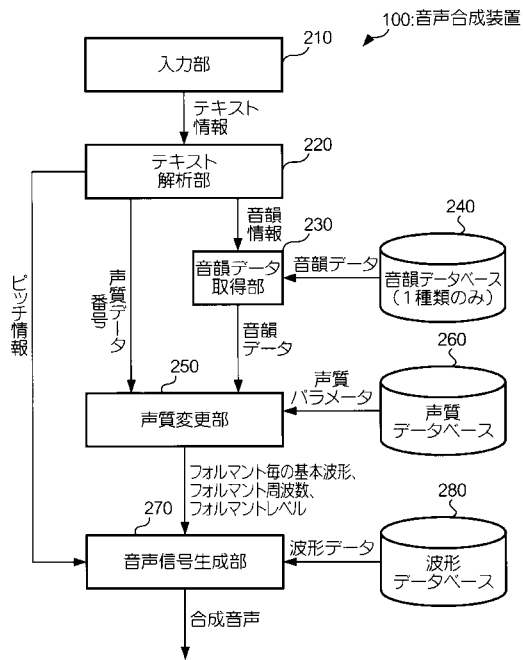 100:音声合成装置
210
入力部
テキスト
情報
220
テキスト
解析部
音韻
情報
230
240
音韻データ
取得部
音韻データ
音韻データベース
(1種類のみ)
ピッチ情報
声質データ
番号
音韻
データ
250
260
声質変更部
声質
パラメータ
声質
データベース
フォルマント毎の基本波形、
フォルマント周波数、
フォルマントレベル
270
280
音声信号生成部
波形データ
波形
データベース
合成音声